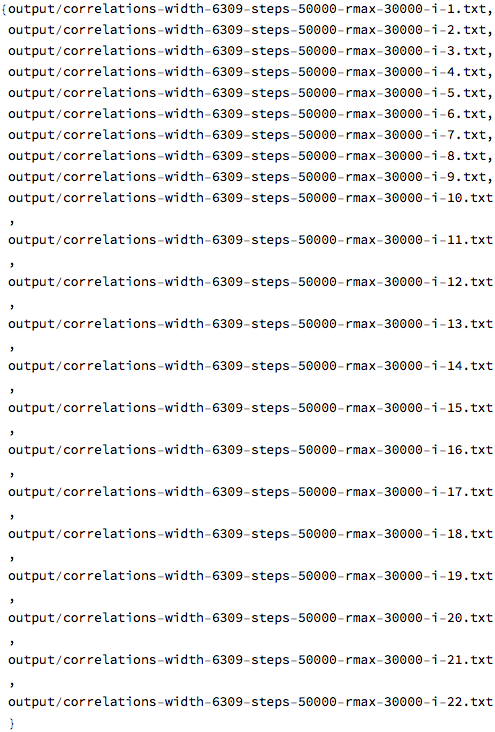 {output/correlations-width-6309-steps-50000-rmax-30000-i-1.txt,
output/correlations-width-6309-steps-50000-rmax-30000-i-2.txt,
output/correlations-width-6309-steps-50000-rmax-30000-i-3.txt,
output/correlations-width-6309-steps-50000-rmax-30000-i-4.txt,
output/correlations-width-6309-steps-50000-rmax-30000-i-5.txt,
output/correlations-width-6309-steps-50000-rmax-30000-i-6.txt,
output/correlations-width-6309-steps-50000-rmax-30000-i-7.txt,
output/correlations-width-6309-steps-50000-rmax-30000-i-8.txt,
output/correlations-width-6309-steps-50000-rmax-30000-i-9.txt,
output/correlations-width-6309-steps-50000-rmax-30000-i-10.txt
,
output/correlations-width-6309-steps-50000-rmax-30000-i-11.txt
,
output/correlations-width-6309-steps-50000-rmax-30000-i-12.txt
,
output/correlations-width-6309-steps-50000-rmax-30000-i-13.txt
,
output/correlations-width-6309-steps-50000-rmax-30000-i-14.txt
,
output/correlations-width-6309-steps-50000-rmax-30000-i-15.txt
,
output/correlations-width-6309-steps-50000-rmax-30000-i-16.txt
,
output/correlations-width-6309-steps-50000-rmax-30000-i-17.txt
,
output/correlations-width-6309-steps-50000-rmax-30000-i-18.txt
,
output/correlations-width-6309-steps-50000-rmax-30000-i-19.txt
,
output/correlations-width-6309-steps-50000-rmax-30000-i-20.txt
,
output/correlations-width-6309-steps-50000-rmax-30000-i-21.txt
,
output/correlations-width-6309-steps-50000-rmax-30000-i-22.txt
}